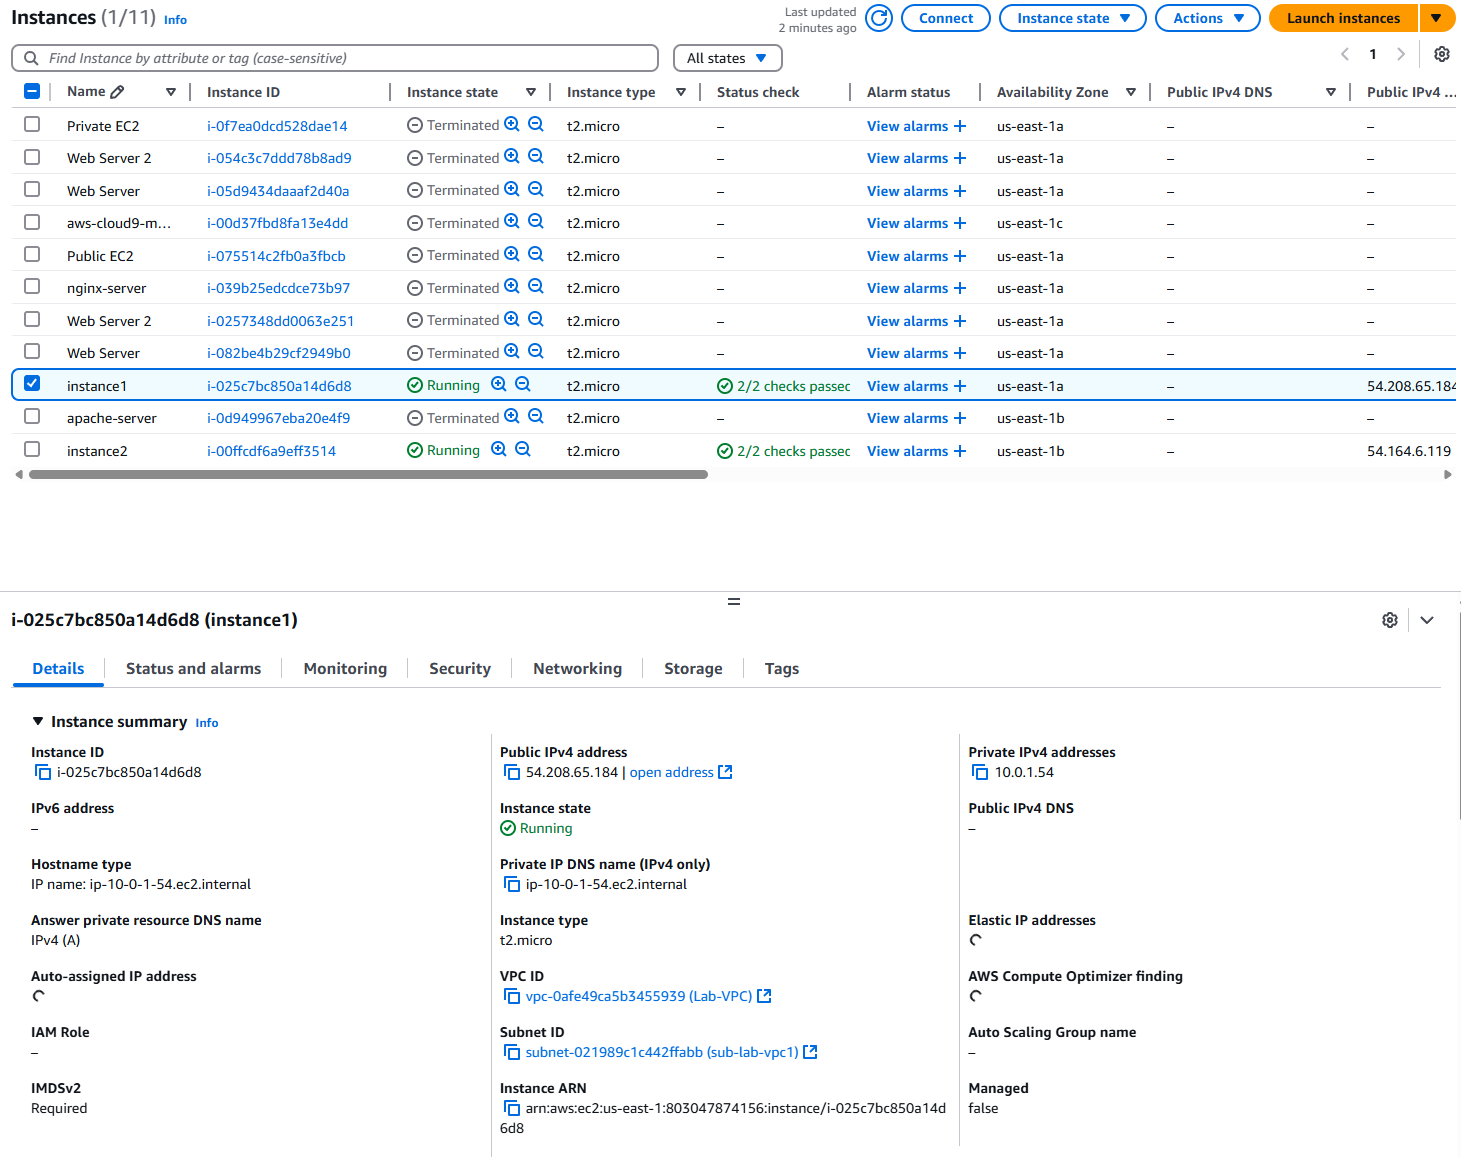 Instances (1/11) Info
Last updated
2 minutes ago
Connect
Instance state
Actions
Launch instances
Find Instance by attribute or tag (case-sensitive)
All states
1
Name Instance ID Instance state Instance type Status check Alarm status Availability Zone Public IPv4 DNS Public IPv4 ...
Private EC2 i-0f7ea0dcd528dae14 Terminated t2.micro – View alarms + us-east-1a – –
Web Server 2 i-054c3c7ddd78b8ad9 Terminated t2.micro – View alarms + us-east-1a – –
Web Server i-05d9434daaaf2d40a Terminated t2.micro – View alarms + us-east-1a – –
aws-cloud9-m... i-00d37fbd8fa13e4dd Terminated t2.micro – View alarms + us-east-1c – –
Public EC2 i-075514c2fb0a3fbcb Terminated t2.micro – View alarms + us-east-1a – –
nginx-server i-039b25edcdce73b97 Terminated t2.micro – View alarms + us-east-1a – –
Web Server 2 i-0257348dd0063e251 Terminated t2.micro – View alarms + us-east-1a – –
Web Server i-082be4b29cf2949b0 Terminated t2.micro – View alarms + us-east-1a – –
instance1 i-025c7bc850a14d6d8 Running t2.micro 2/2 checks passed View alarms + us-east-1a – 54.208.65.184
apache-server i-0d949967eba20e4f9 Terminated t2.micro – View alarms + us-east-1b – –
instance2 i-00ffcdf6a9eff3514 Running t2.micro 2/2 checks passed View alarms + us-east-1b – 54.164.6.119
i-025c7bc850a14d6d8 (instance1)
Details Status and alarms Monitoring Security Networking Storage Tags
Instance summary Info
Instance ID
i-025c7bc850a14d6d8
Public IPv4 address
54.208.65.184 | open address
Private IPv4 addresses
10.0.1.54
IPv6 address
–
Instance state
Running
Public IPv4 DNS
–
Hostname type
IP name: ip-10-0-1-54.ec2.internal
Private IP DNS name (IPv4 only)
ip-10-0-1-54.ec2.internal
Answer private resource DNS name
IPv4 (A)
Instance type
t2.micro
Elastic IP addresses
Auto-assigned IP address
VPC ID
vpc-0afe49ca5b3455939 (Lab-VPC)
AWS Compute Optimizer finding
IAM Role
–
Subnet ID
subnet-021989c1c442ffabb (sub-lab-vpc1)
Auto Scaling Group name
–
IMDSv2
Required
Instance ARN
arn:aws:ec2:us-east-1:803047874156:instance/i-025c7bc850a14d
6d8
Managed
false